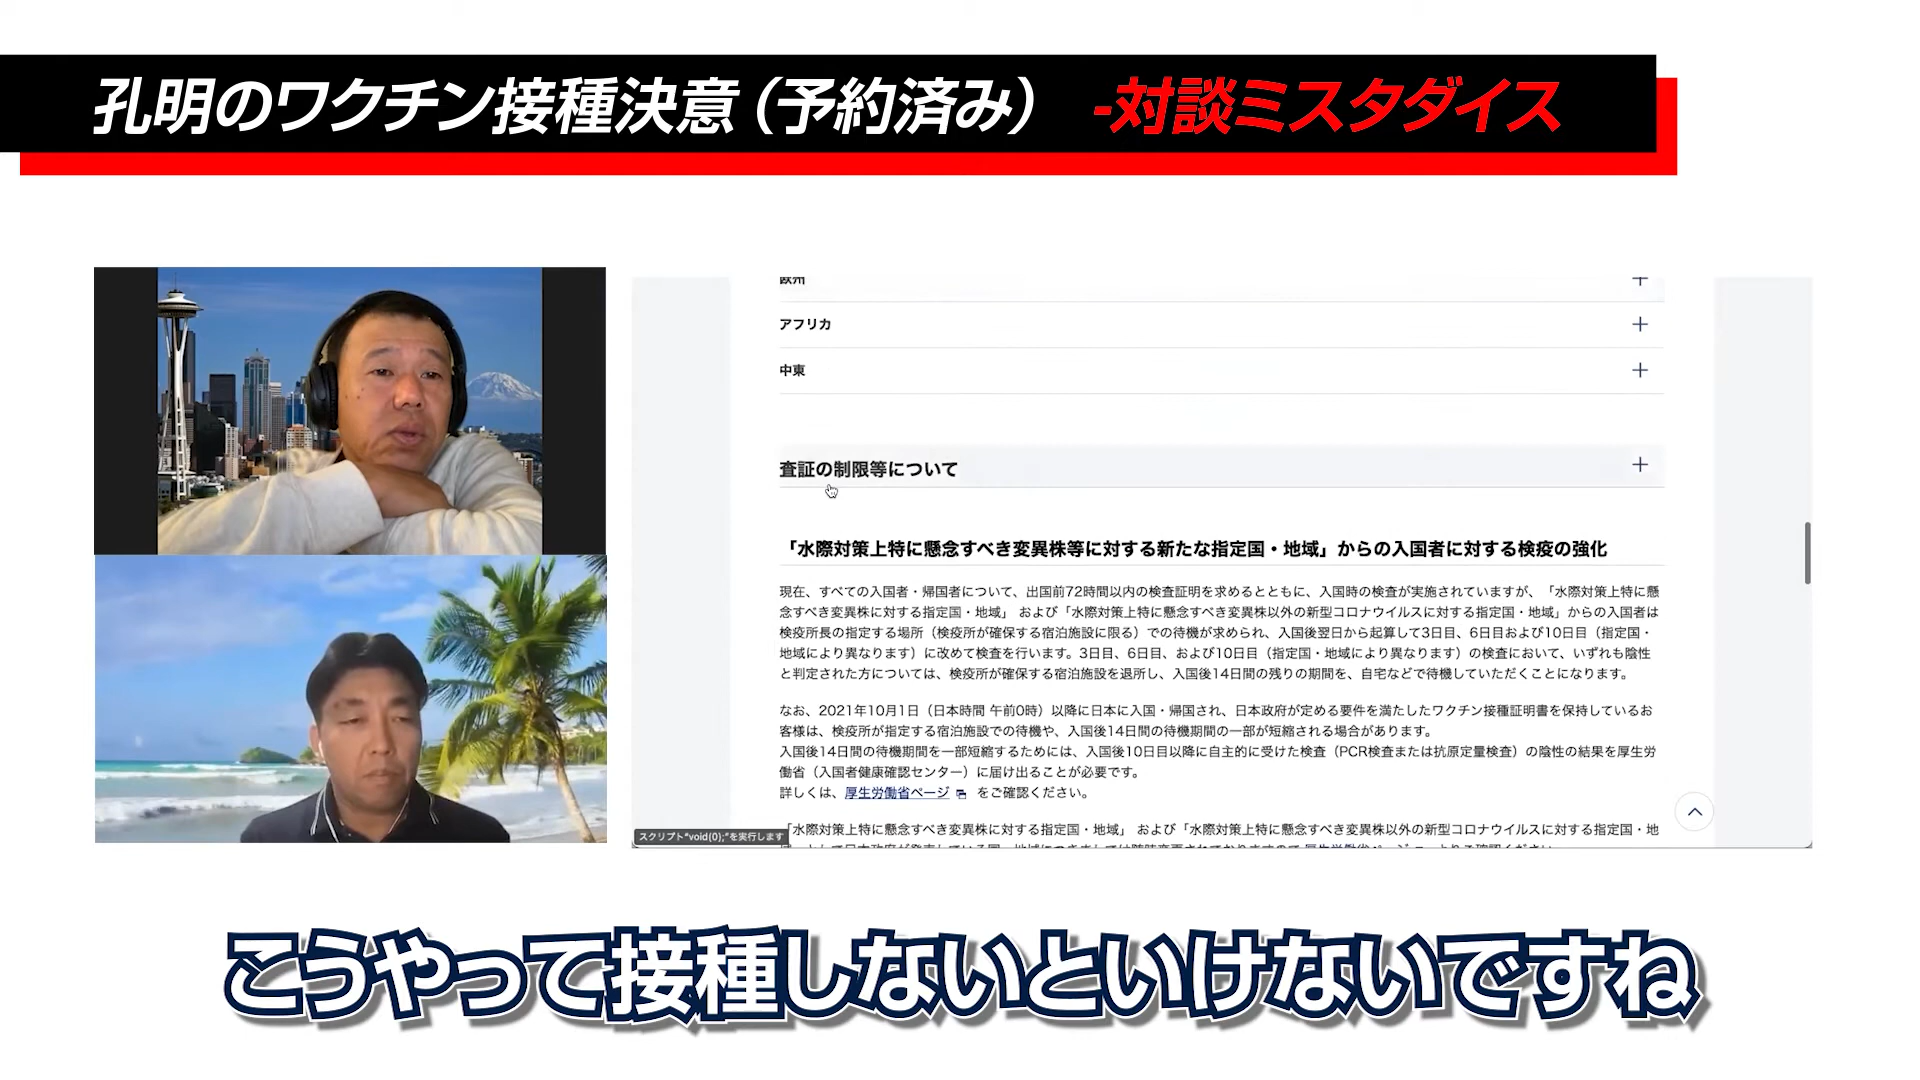 孔明のワクチン接種決意（予約済み） -対談ミスタダイス
欧州
アフリカ
中東
査証の制限等について
「水際対策上特に懸念すべき変異株等に対する新たな指定国・地域」からの入国者に対する検疫の強化
現在、すべての入国者・帰国者について、出国前72時間以内の検査証明を求めるとともに、入国時の検査が実施されていますが、「水際対策上特に懸
念すべき変異株に対する指定国・地域」 および「水際対策上特に懸念すべき変異株以外の新型コロナウイルスに対する指定国・地域」からの入国者は
検疫所長の指定する場所（検疫所が確保する宿泊施設に限る）での待機が求められ、入国後翌日から起算して3日目、6日目および10日目（指定国・
地域により異なります）に改めて検査を行います。3日目、6日目、および10日目（指定国・地域により異なります）の検査において、いずれも陰性
と判定された方については、検疫所が確保する宿泊施設を退所し、入国後14日間の残りの期間を、自宅などで待機していただくことになります。
なお、2021年10月1日（日本時間 午前0時）以降に日本に入国・帰国され、日本政府が定める要件を満たしたワクチン接種証明書を保持しているお
客様は、検疫所が指定する宿泊施設での待機や、入国後14日間の待機期間の一部が短縮される場合があります。
入国後14日間の待機期間を一部短縮するためには、入国後10日目以降に自主的に受けた検査（PCR検査または抗原定量検査）の陰性の結果を厚生労
働省（入国者健康確認センター）に届け出ることが必要です。
詳しくは、厚生労働省ページ をご確認ください。
「水際対策上特に懸念すべき変異株に対する指定国・地域」 および「水際対策上特に懸念すべき変異株以外の新型コロナウイルスに対する指定国・地
スクリプト"void(0);"を実行します
こうやって接種しないといけないですね